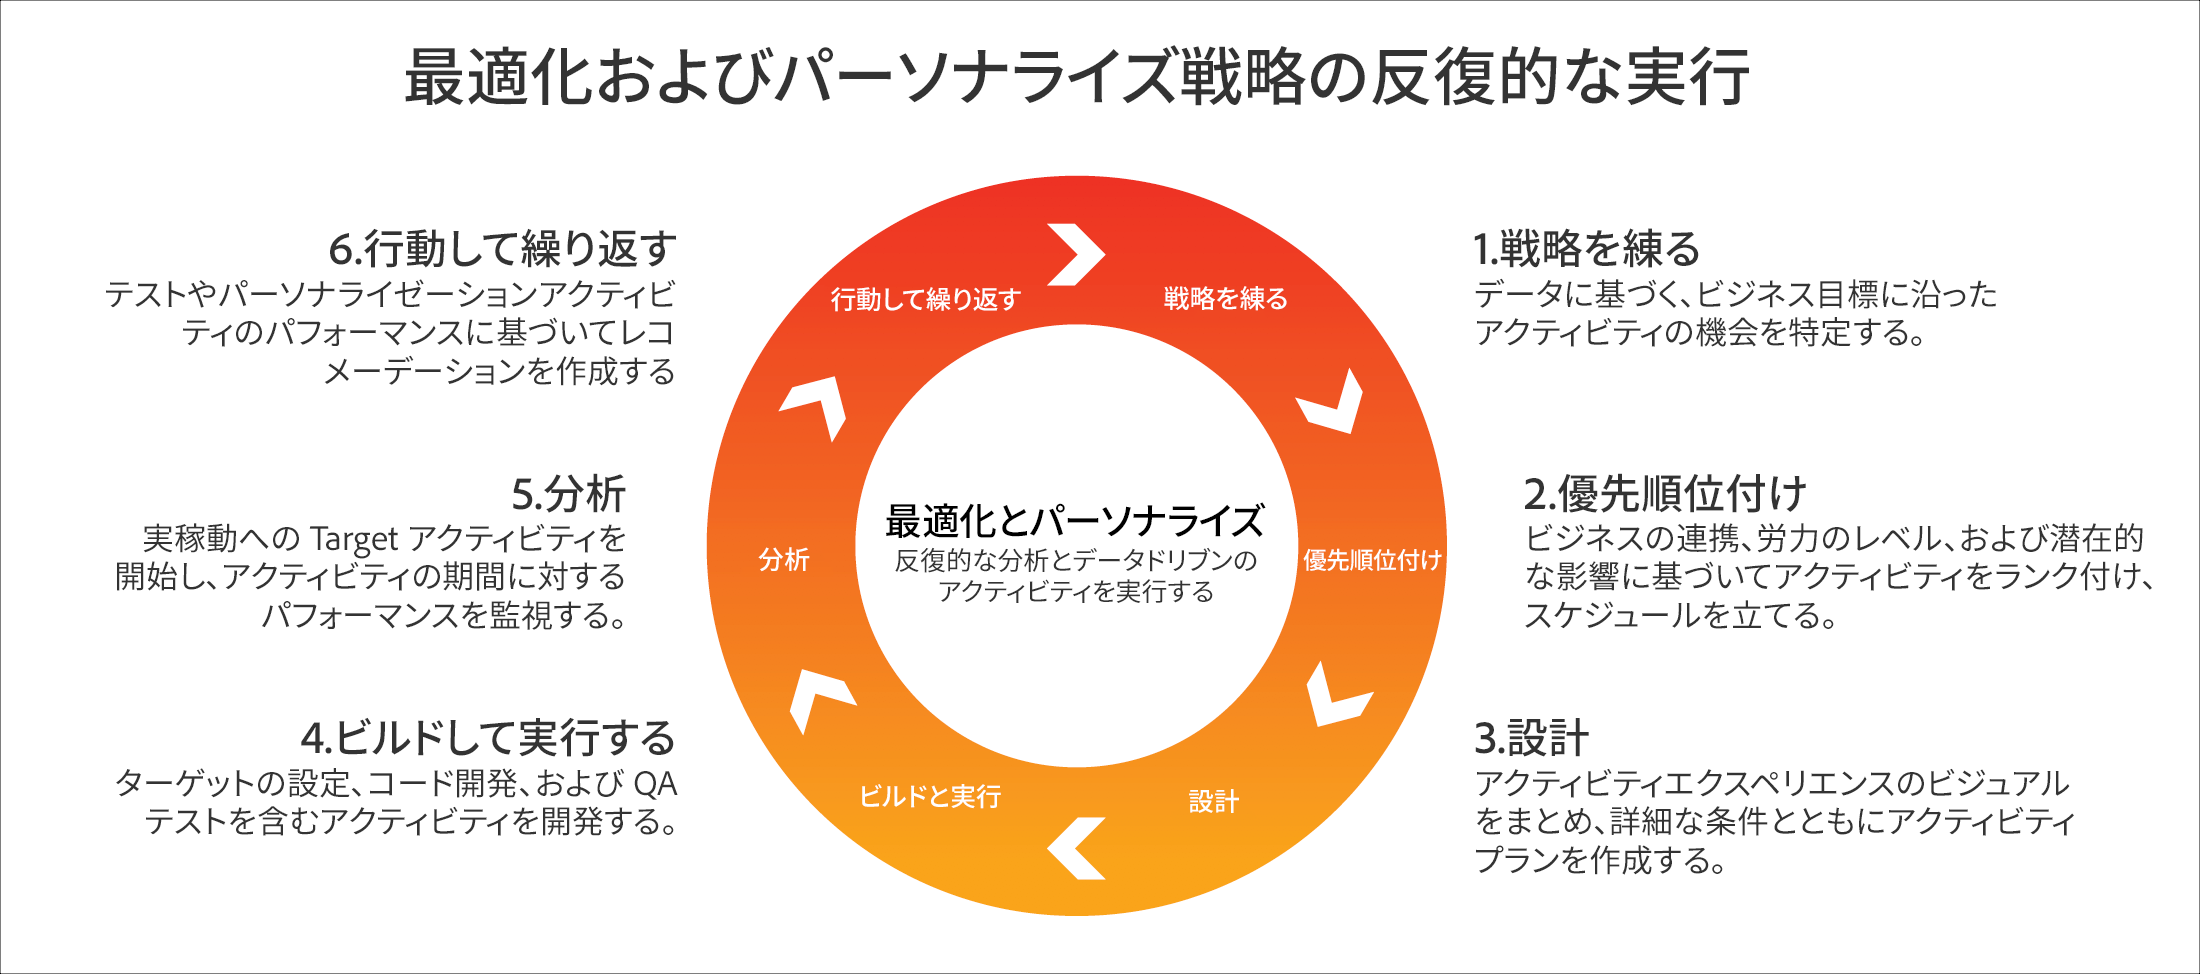 最適化およびパーソナライズ戦略の反復的な実行
6.行動して繰り返す
テストやパーソナライゼーションアクティビ
ティのパフォーマンスに基づいてレコ
メーデーションを作成する
5.分析
実稼動への Target アクティビティを
開始し、アクティビティの期間に対する
パフォーマンスを監視する。
4.ビルドして実行する
ターゲットの設定、コード開発、および QA
テストを含むアクティビティを開発する。
行動して繰り返す
戦略を練る
分析
優先順位付け
ビルドと実行
設計
最適化とパーソナライズ
反復的な分析とデータドリブンの
アクティビティを実行する
1.戦略を練る
データに基づく、ビジネス目標に沿った
アクティビティの機会を特定する。
2.優先順位付け
ビジネスの連携、労力のレベル、および潜在的
な影響に基づいてアクティビティをランク付け、
スケジュールを立てる。
3.設計
アクティビティエクスペリエンスのビジュアル
をまとめ、詳細な条件とともにアクティビティ
プランを作成する。